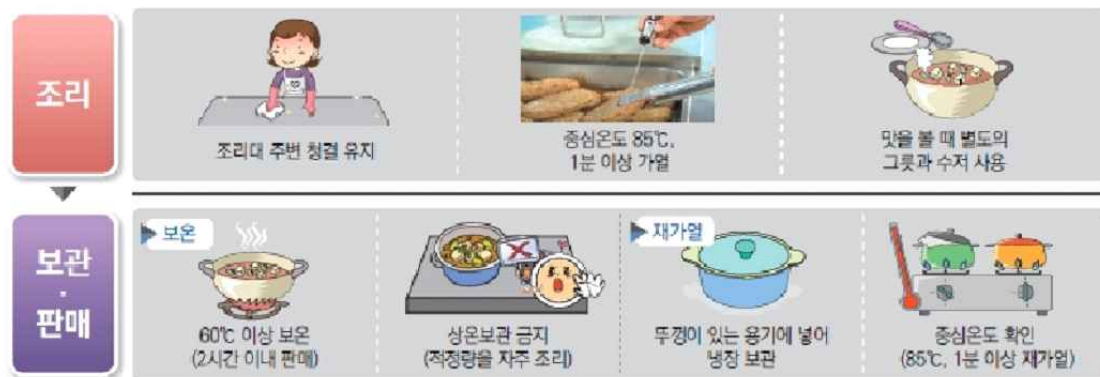 조리
조리대 주변 청결 유지
중심온도 85℃,
1분 이상 가열
맛을 볼 때 별도의
그릇과 수저 사용
보관
·
판매
보온
60℃ 이상 보온
(2시간 이내 판매)
상온보관 금지
(적정량을 자주 조리)
재가열
뚜껑이 있는 용기에 넣어
냉장 보관
중심온도 확인
(85℃, 1분 이상 재가열)